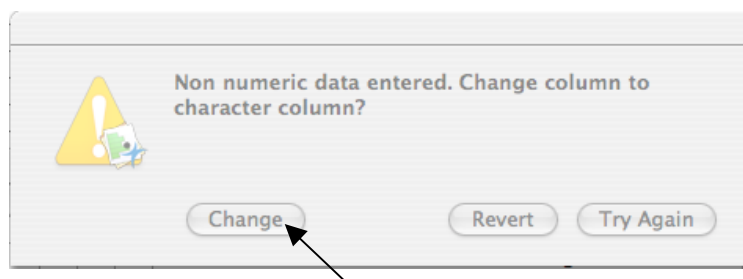 Non numeric data entered. Change column to
character column?
Change Revert Try Again